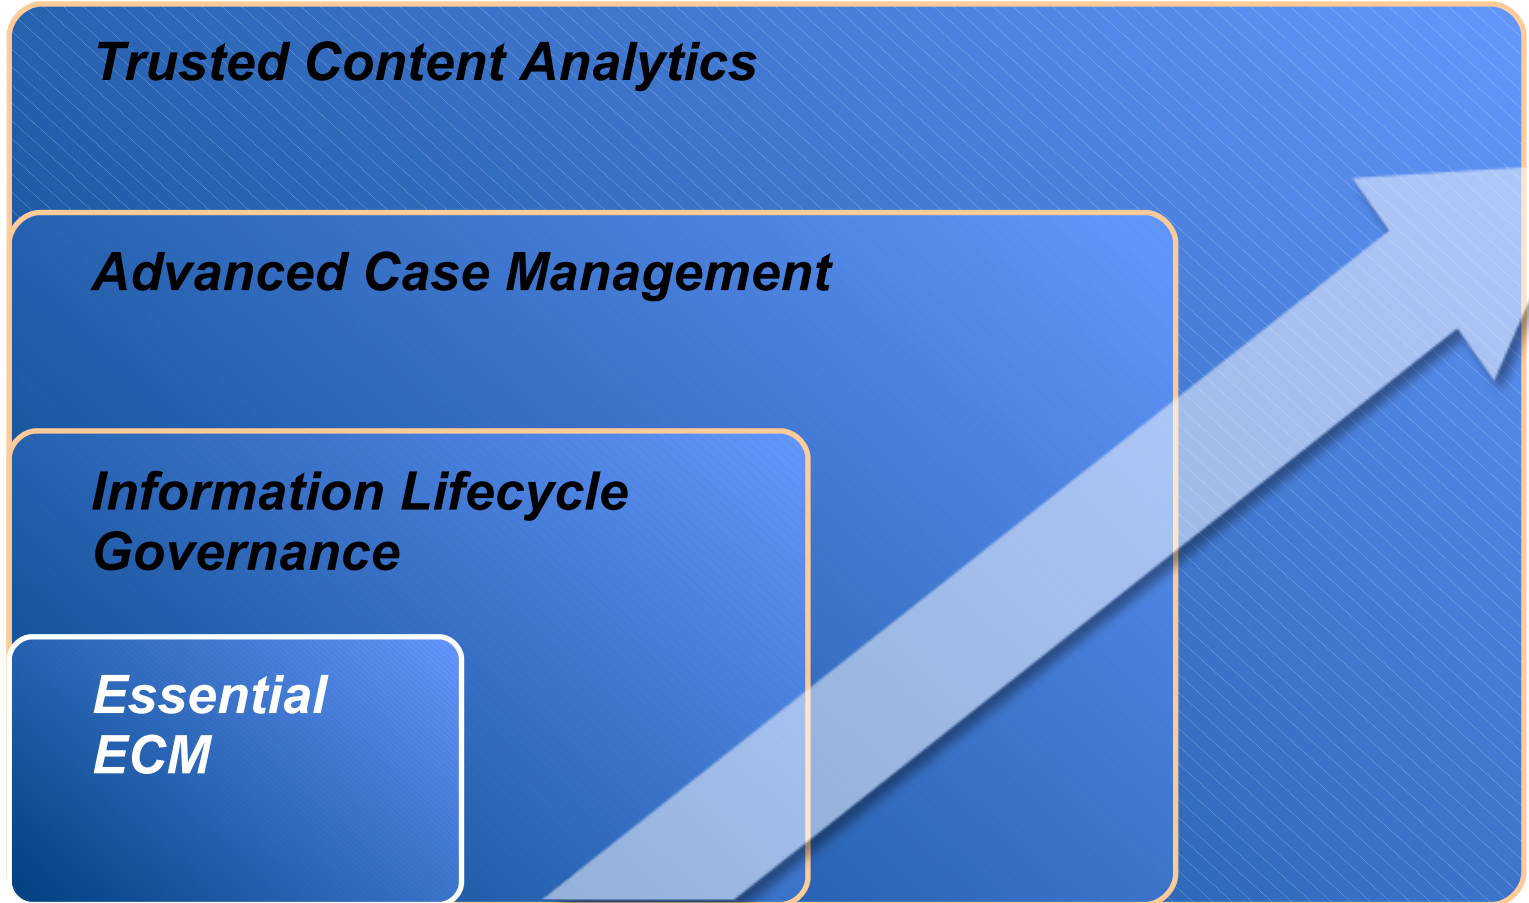 Trusted Content Analytics
Advanced Case Management
Information Lifecycle
Governance
Essential
ECM